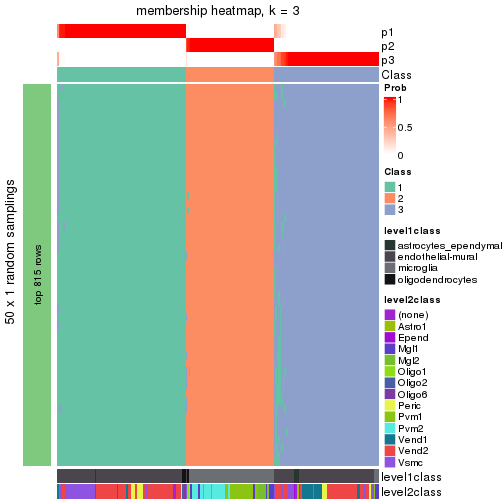 membership heatmap, k = 3
p1
p2
p3
Class
50 x 1 random samplings
top 815 rows
Prob
1
0.5
0
Class
1
2
3
level1class
astrocytes_ependymal
endothelial-mural
microglia
oligodendrocytes
level2class
(none)
Astro1
Epend
Mgl1
Mgl2
Oligo1
Oligo2
Oligo6
Peric
Pvm1
Pvm2
Vend1
Vend2
Vsmc
level1class
level2class